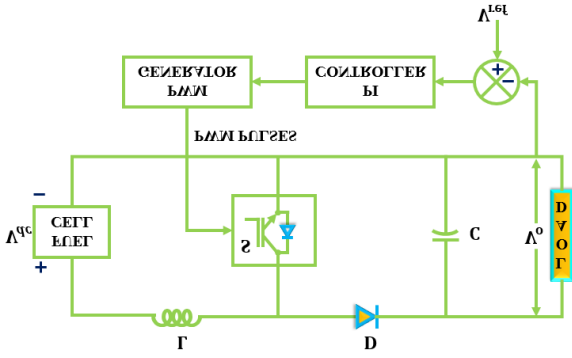 L
D
+
Vdc
FUEL
CELL
−
S
C
Vo
LOAD
PWM PULSES
PWM
GENERATOR
PI
CONTROLLER
−
+
Vref